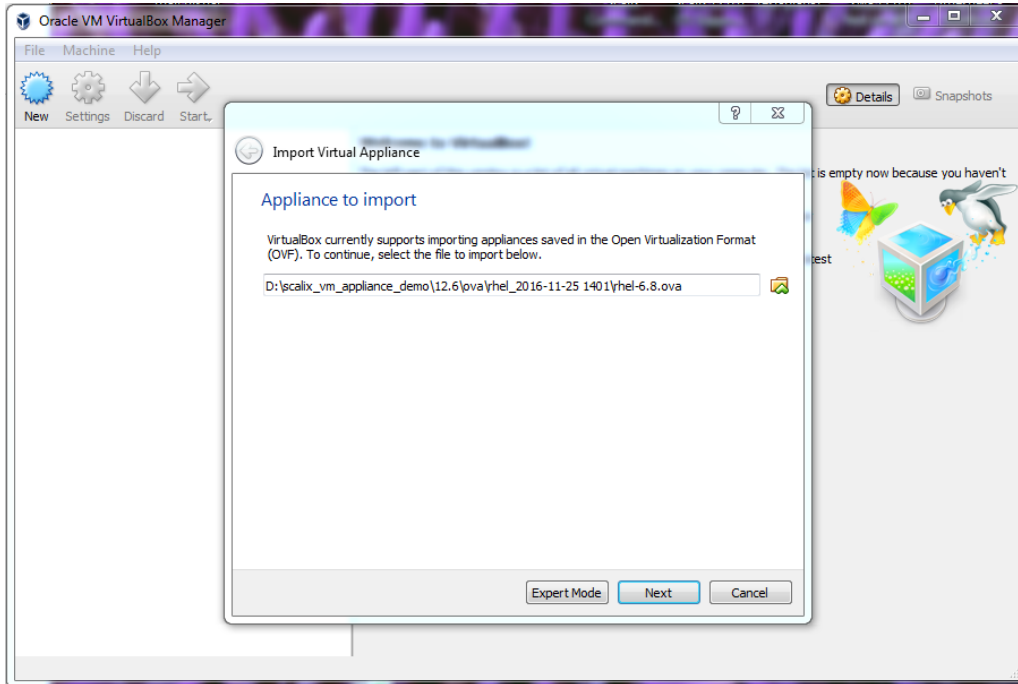 Oracle VM VirtualBox Manager
File Machine Help
New Settings Discard Start
Details Snapshots
Import Virtual Appliance
Welcome to VirtualBox!
t is empty now because you haven't
test
Appliance to import
VirtualBox currently supports importing appliances saved in the Open Virtualization Format
(OVF). To continue, select the file to import below.
D:\scalix_vm_appliance_demo\12.6\ova\rhel_2016-11-25 1401\rhel-6.8.ova
Expert Mode Next Cancel